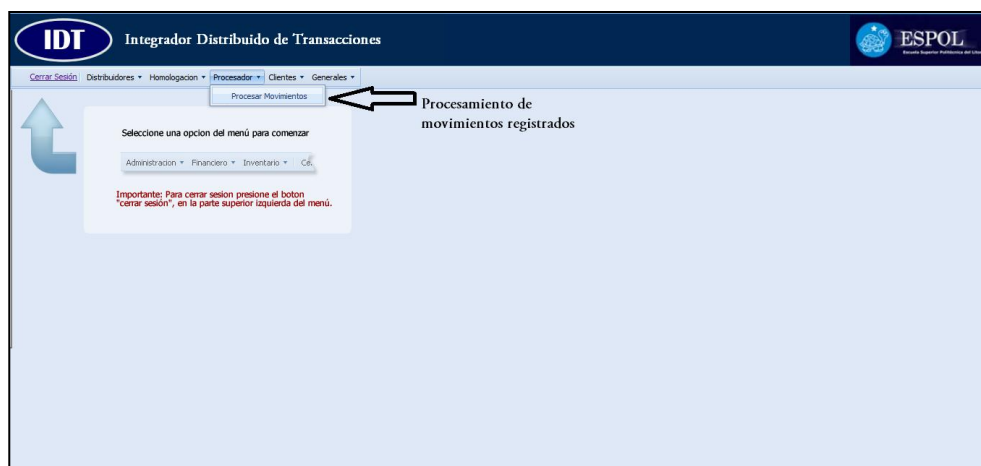 IDT
Integrador Distribuido de Transacciones
ESPOL
Cerrar Sesión Distribuidores Homologacion Procesador Clientes Generales
Procesar Movimientos
Procesamiento de
movimientos registrados
Seleccione una opcion del menú para comenzar
Administracion Financiero Inventario
Importante: Para cerrar sesion presione el boton
"cerrar sesión", en la parte superior izquierda del menú.